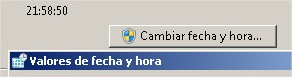 21:58:50
Cambiar fecha y hora...
Valores de fecha y hora